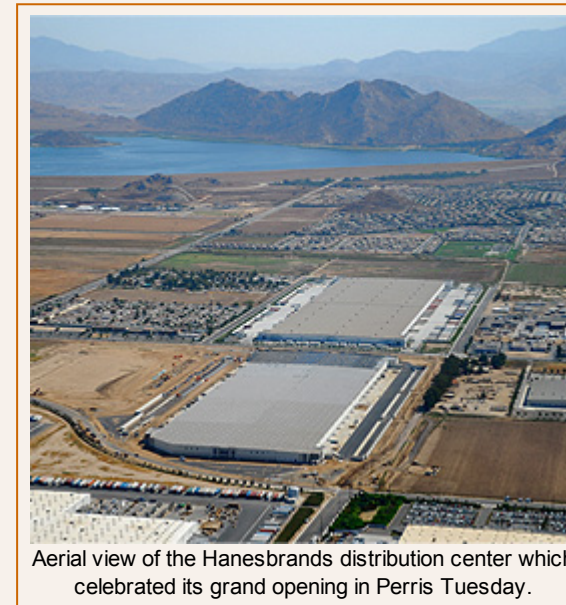 Aerial view of the Hanesbrands distribution center which
celebrated its grand opening in Perris Tuesday.